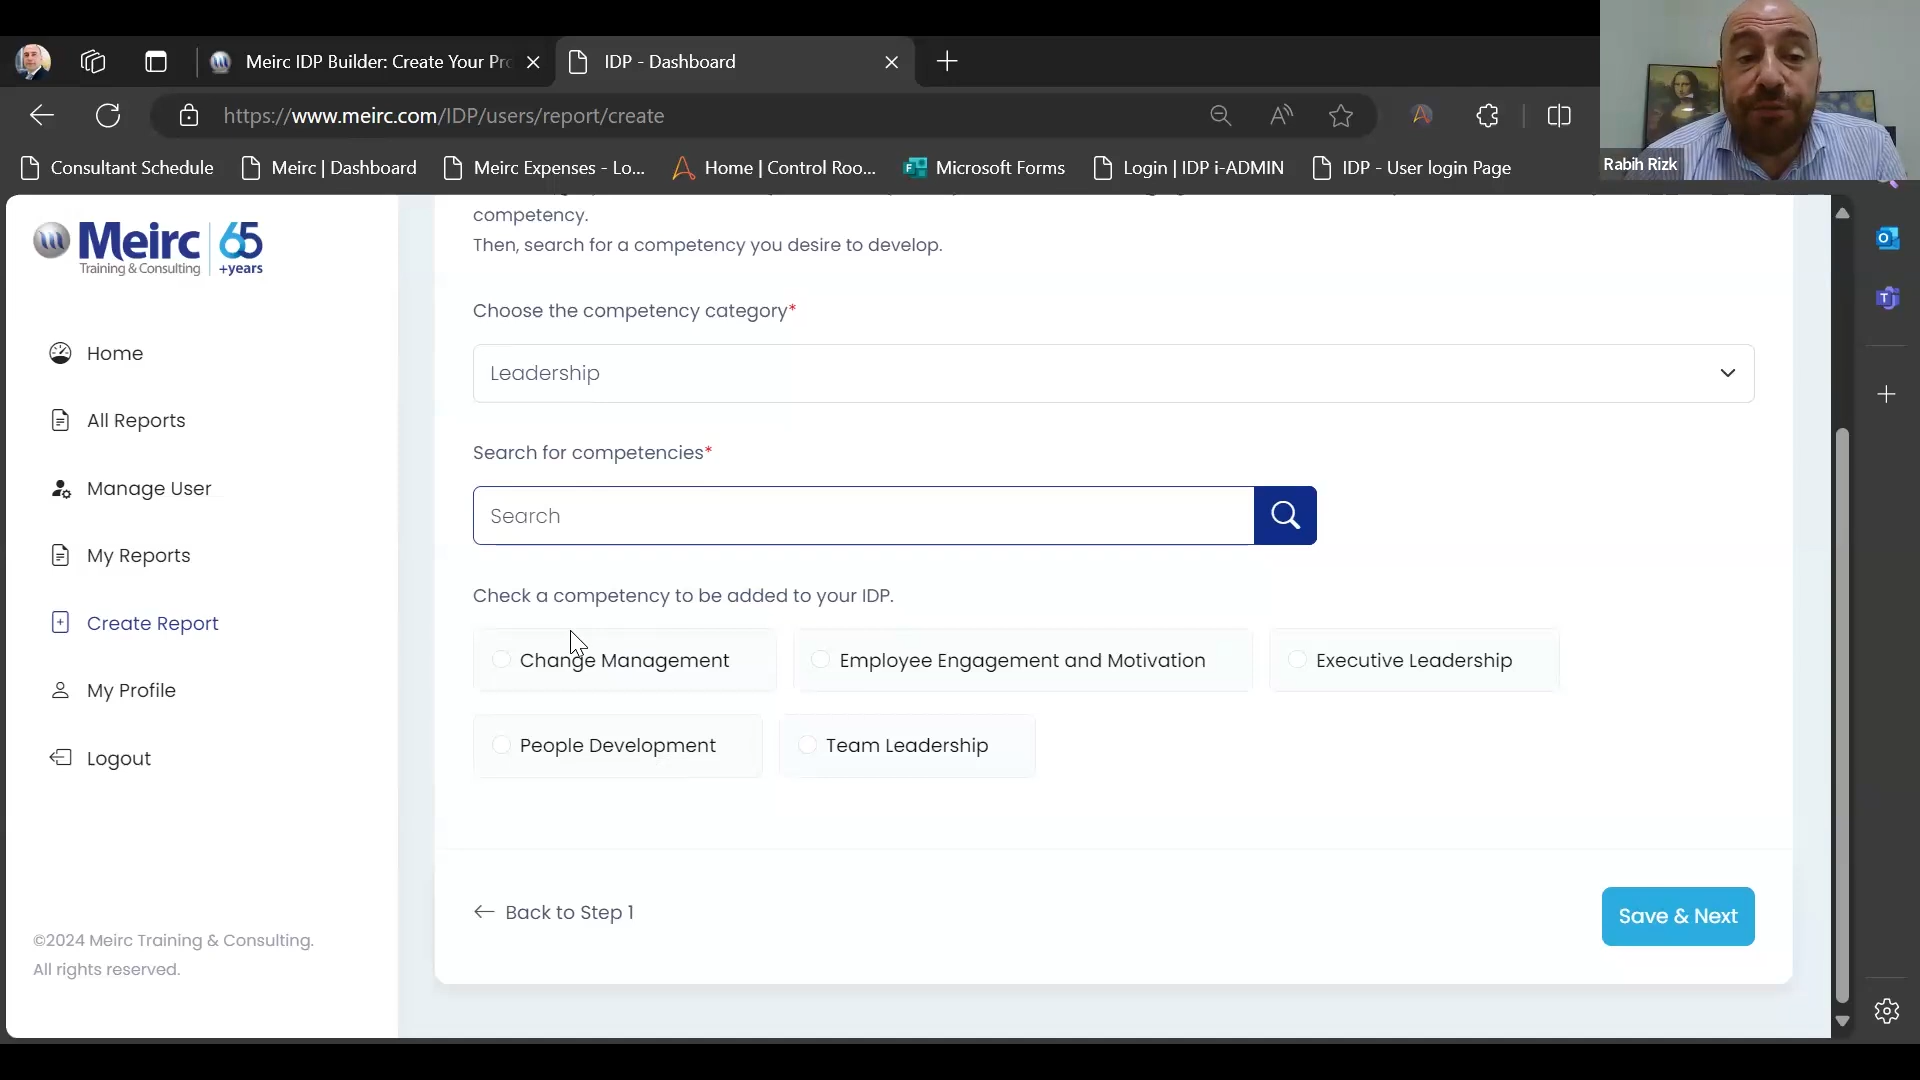 Meirc IDP Builder: Create Your Pro
IDP - Dashboard
https://www.meirc.com/IDP/users/report/create
Consultant Schedule
Meirc | Dashboard
Meirc Expenses - Lo...
Home | Control Roo...
Microsoft Forms
Login | IDP i-ADMIN
IDP - User login Page
Rabih Rizk
Meirc
Training & Consulting
65
+years
Home
All Reports
Manage User
My Reports
Create Report
My Profile
Logout
©2024 Meirc Training & Consulting.
All rights reserved.
competency.
Then, search for a competency you desire to develop.
Choose the competency category*
Leadership
Search for competencies*
Search
Check a competency to be added to your IDP.
Change Management
Employee Engagement and Motivation
Executive Leadership
People Development
Team Leadership
Back to Step 1
Save & Next